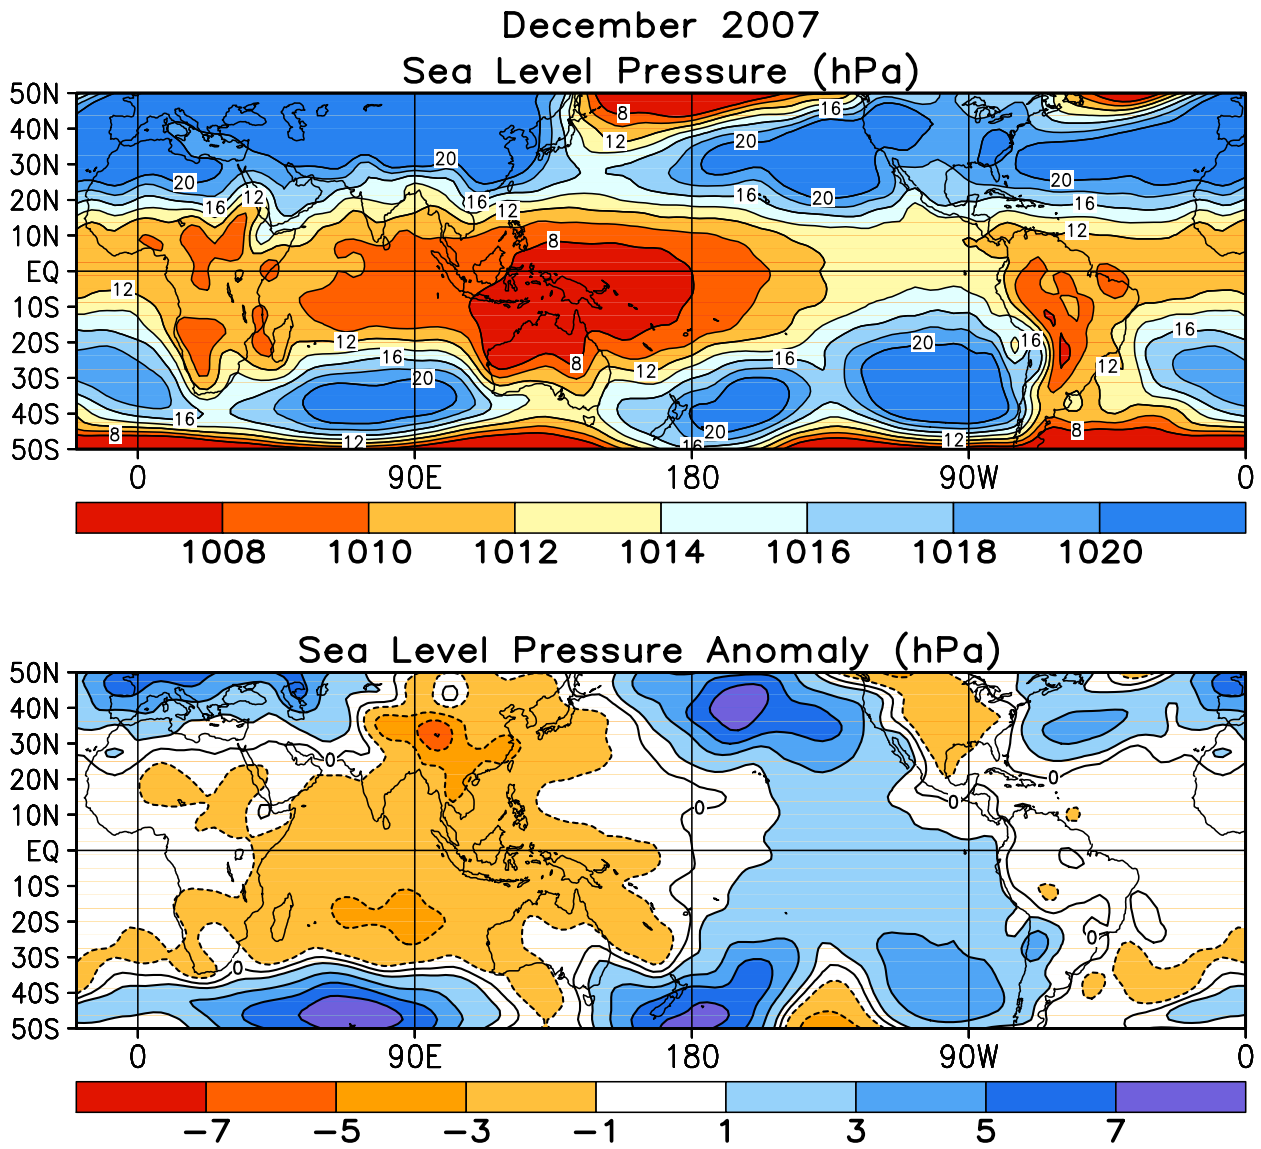 December 2007
Sea Level Pressure (hPa)
50N
40N
30N
20N
10N
EQ
10S
20S
30S
40S
50S
8
16
12
20
20
20
12
16
16
16
20
20
16
12
12
8
12
12
16
20
16
12
16
20
8
12
16
12
16
8
12
20
16
12
8
0
90E
180
90W
0
1008 1010 1012 1014 1016 1018 1020
Sea Level Pressure Anomaly (hPa)
50N
40N
30N
20N
10N
EQ
10S
20S
30S
40S
50S
0
0
0
0
0
0
0
90E
180
90W
0
−7 −5 −3 −1 1 3 5 7